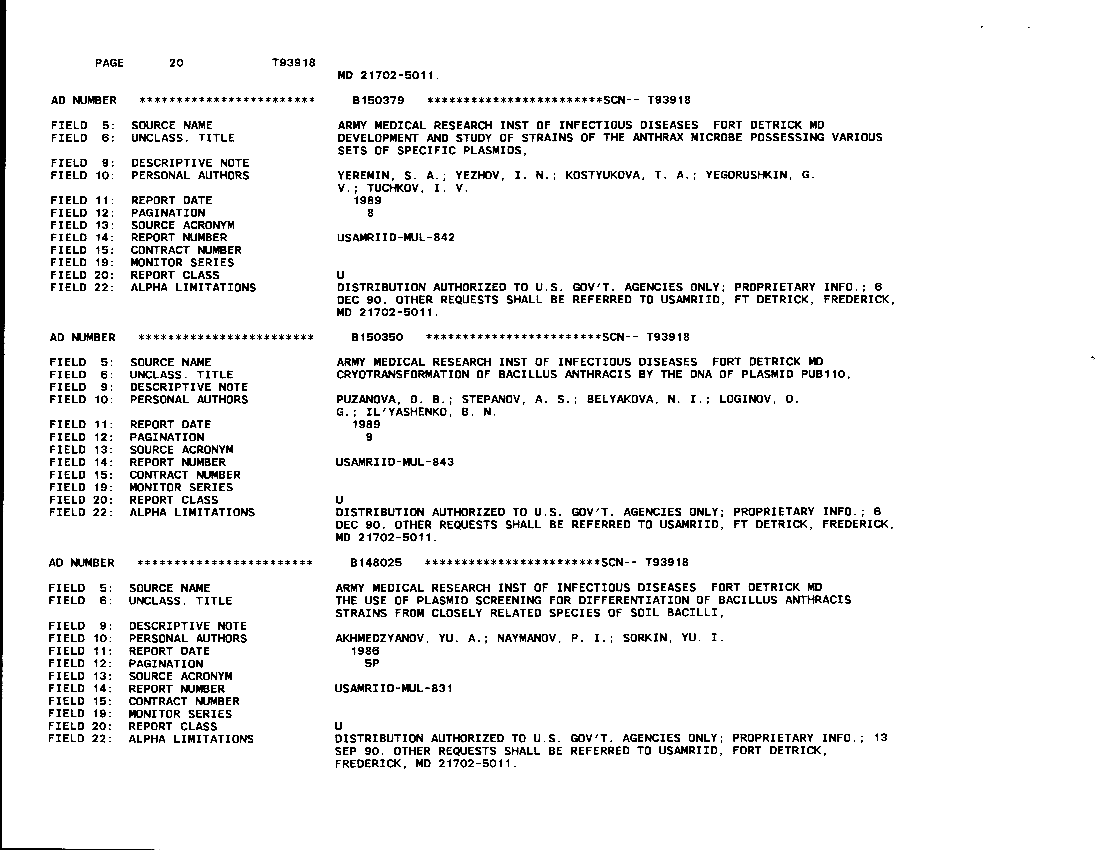 PAGE 20 T93918
MD 21702-5011.
AD NUMBER ************************ B150379 ************************SCN-- T93918
FIELD 5: SOURCE NAME ARMY MEDICAL RESEARCH INST OF INFECTIOUS DISEASES FORT DETRICK MD
FIELD 6: UNCLASS. TITLE DEVELOPMENT AND STUDY OF STRAINS OF THE ANTHRAX MICROBE POSSESSING VARIOUS
SETS OF SPECIFIC PLASMIDS,
FIELD 9: DESCRIPTIVE NOTE
FIELD 10: PERSONAL AUTHORS YEREMIN, S. A.; YEZHOV, I. N.; KOSTYUKOVA, T. A.; YEGORUSHKIN, G.
V.; TUCHKOV, I. V.
FIELD 11: REPORT DATE 1989
FIELD 12: PAGINATION 8
FIELD 13: SOURCE ACRONYM
FIELD 14: REPORT NUMBER USAMRIID-MUL-842
FIELD 15: CONTRACT NUMBER
FIELD 19: MONITOR SERIES
FIELD 20: REPORT CLASS U
FIELD 22: ALPHA LIMITATIONS DISTRIBUTION AUTHORIZED TO U.S. GOV'T. AGENCIES ONLY; PROPRIETARY INFO.; 6
DEC 90. OTHER REQUESTS SHALL BE REFERRED TO USAMRIID, FT DETRICK, FREDERICK,
MD 21702-5011.
AD NUMBER ************************ B150350 ************************SCN-- T93918
FIELD 5: SOURCE NAME ARMY MEDICAL RESEARCH INST OF INFECTIOUS DISEASES FORT DETRICK MD
FIELD 6: UNCLASS. TITLE CRYOTRANSFORMATION OF BACILLUS ANTHRACIS BY THE DNA OF PLASMID PUB110,
FIELD 9: DESCRIPTIVE NOTE
FIELD 10: PERSONAL AUTHORS PUZANOVA, O. B.; STEPANOV, A. S.; BELYAKOVA, N. I.; LOGINOV, O.
G.; IL'YASHENKO, B. N.
FIELD 11: REPORT DATE 1989
FIELD 12: PAGINATION 9
FIELD 13: SOURCE ACRONYM
FIELD 14: REPORT NUMBER USAMRIID-MUL-843
FIELD 15: CONTRACT NUMBER
FIELD 19: MONITOR SERIES
FIELD 20: REPORT CLASS U
FIELD 22: ALPHA LIMITATIONS DISTRIBUTION AUTHORIZED TO U.S. GOV'T. AGENCIES ONLY; PROPRIETARY INFO.; 6
DEC 90. OTHER REQUESTS SHALL BE REFERRED TO USAMRIID, FT DETRICK, FREDERICK,
MD 21702-5011.
AD NUMBER ************************ B148025 ************************SCN-- T93918
FIELD 5: SOURCE NAME ARMY MEDICAL RESEARCH INST OF INFECTIOUS DISEASES FORT DETRICK MD
FIELD 6: UNCLASS. TITLE THE USE OF PLASMID SCREENING FOR DIFFERENTIATION OF BACILLUS ANTHRACIS
STRAINS FROM CLOSELY RELATED SPECIES OF SOIL BACILLI,
FIELD 9: DESCRIPTIVE NOTE
FIELD 10: PERSONAL AUTHORS AKHMEDZYANOV, YU. A.; NAYMANOV, P. I.; SORKIN, YU. I.
FIELD 11: REPORT DATE 1986
FIELD 12: PAGINATION 5P
FIELD 13: SOURCE ACRONYM
FIELD 14: REPORT NUMBER USAMRIID-MUL-831
FIELD 15: CONTRACT NUMBER
FIELD 19: MONITOR SERIES
FIELD 20: REPORT CLASS U
FIELD 22: ALPHA LIMITATIONS DISTRIBUTION AUTHORIZED TO U.S. GOV'T. AGENCIES ONLY; PROPRIETARY INFO.; 13
SEP 90. OTHER REQUESTS SHALL BE REFERRED TO USAMRIID, FORT DETRICK,
FREDERICK, MD 21702-5011.